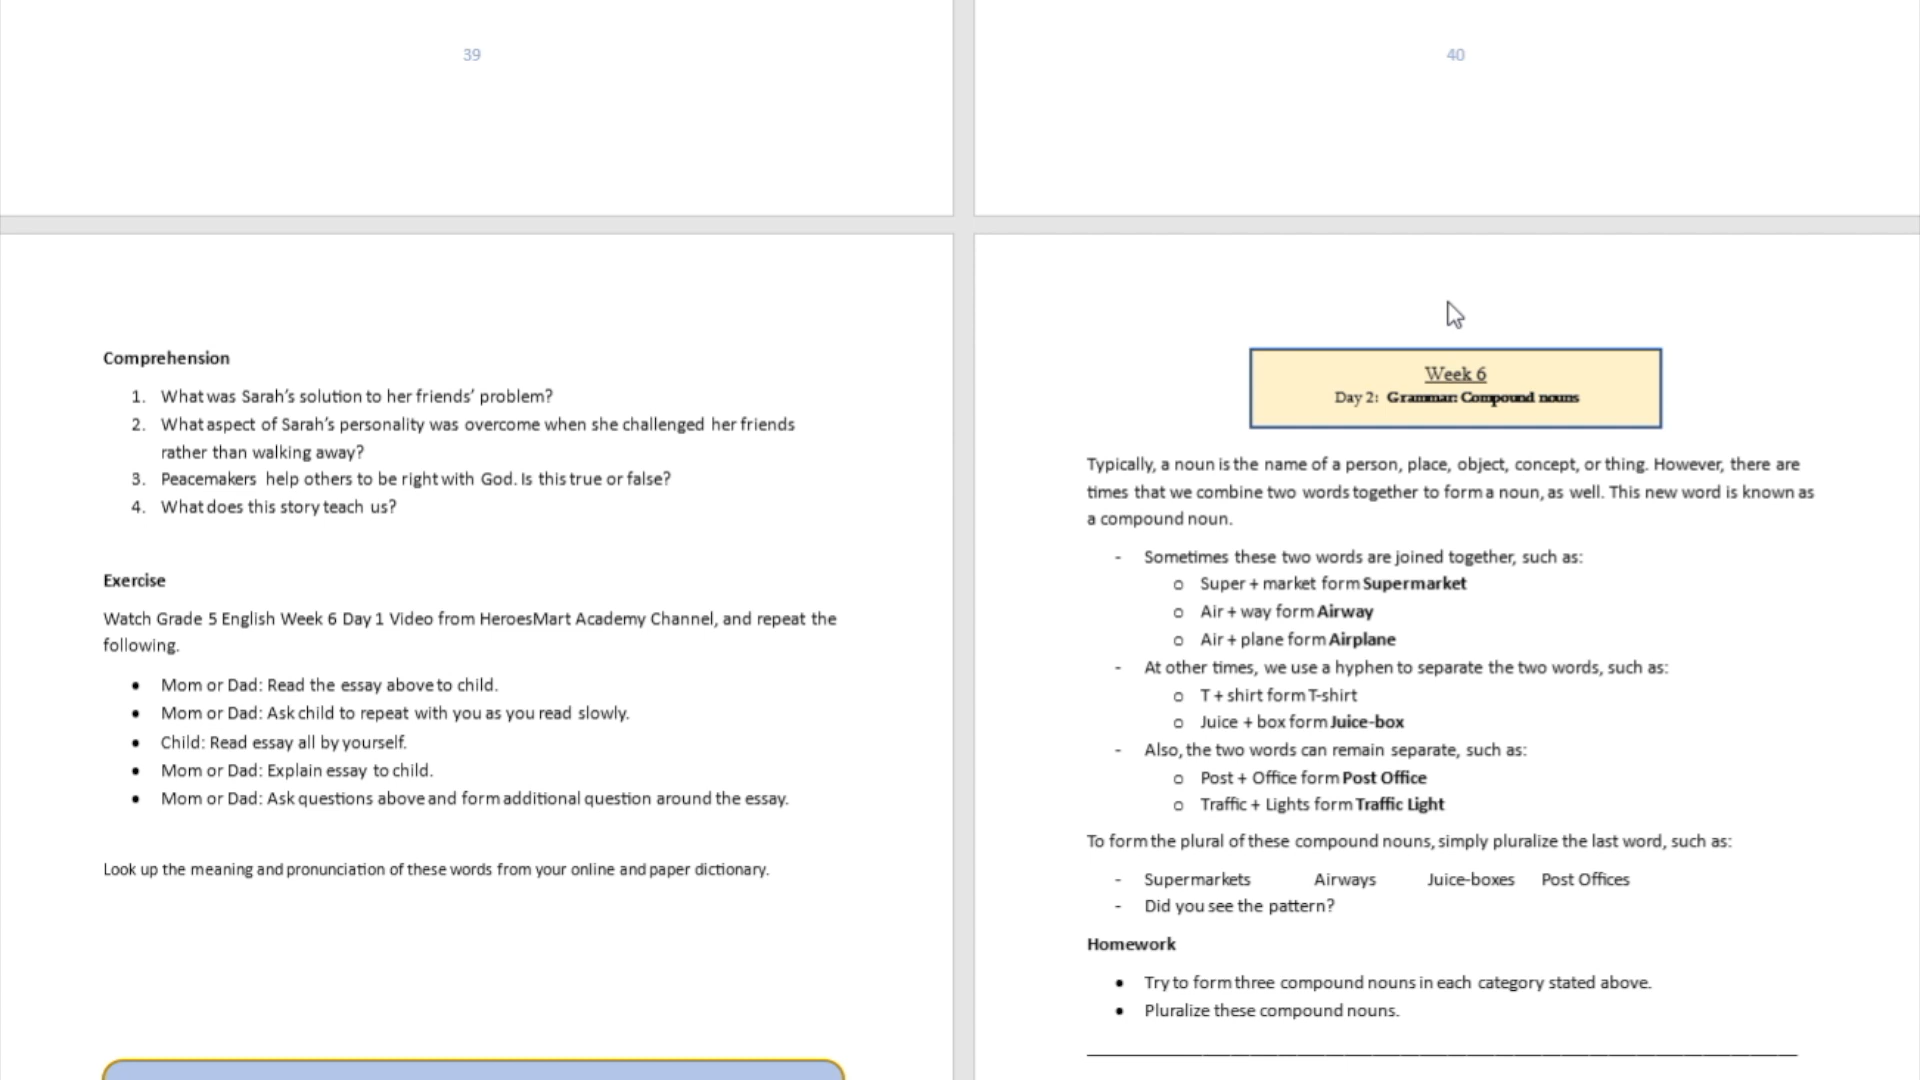 39
40
Comprehension
1. What was Sarah's solution to her friends' problem?
2. What aspect of Sarah's personality was overcome when she challenged her friends
rather than walking away?
3. Peacemakers help others to be right with God. Is this true or false?
4. What does this story teach us?
Exercise
Watch Grade 5 English Week 6 Day 1 Video from HeroesMart Academy Channel, and repeat the
following.
• Mom or Dad: Read the essay above to child.
• Mom or Dad: Ask child to repeat with you as you read slowly.
• Child: Read essay all by yourself.
• Mom or Dad: Explain essay to child.
• Mom or Dad: Ask questions above and form additional question around the essay.
Look up the meaning and pronunciation of these words from your online and paper dictionary.
Week 6
Day 2: Grammar: Compound nouns
Typically, a noun is the name of a person, place, object, concept, or thing. However, there are
times that we combine two words together to form a noun, as well. This new word is known as
a compound noun.
- Sometimes these two words are joined together, such as:
o Super + market form Supermarket
o Air + way form Airway
o Air + plane form Airplane
- At other times, we use a hyphen to separate the two words, such as:
o T + shirt form T-shirt
o Juice + box form Juice-box
- Also, the two words can remain separate, such as:
o Post + Office form Post Office
o Traffic + Lights form Traffic Light
To form the plural of these compound nouns, simply pluralize the last word, such as:
- Supermarkets Airways Juice-boxes Post Offices
- Did you see the pattern?
Homework
• Try to form three compound nouns in each category stated above.
• Pluralize these compound nouns.